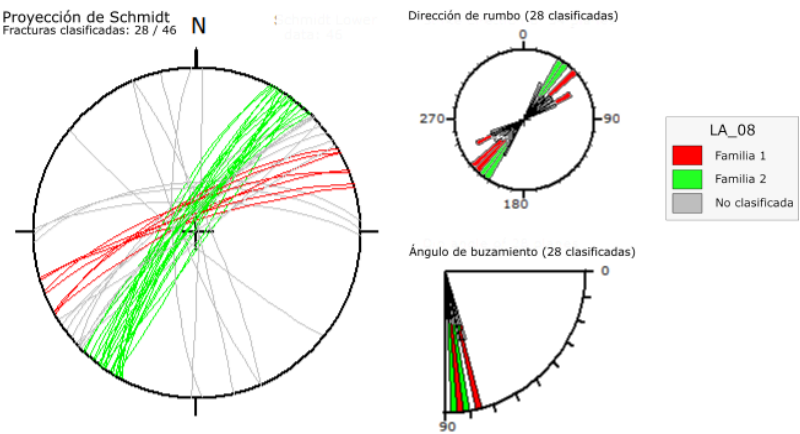 Proyección de Schmidt
Fracturas clasificadas: 28 / 46
N
Dirección de rumbo (28 clasificadas)
0
270
90
180
LA_08
Familia 1
Familia 2
No clasificada
Ángulo de buzamiento (28 clasificadas)
0
90